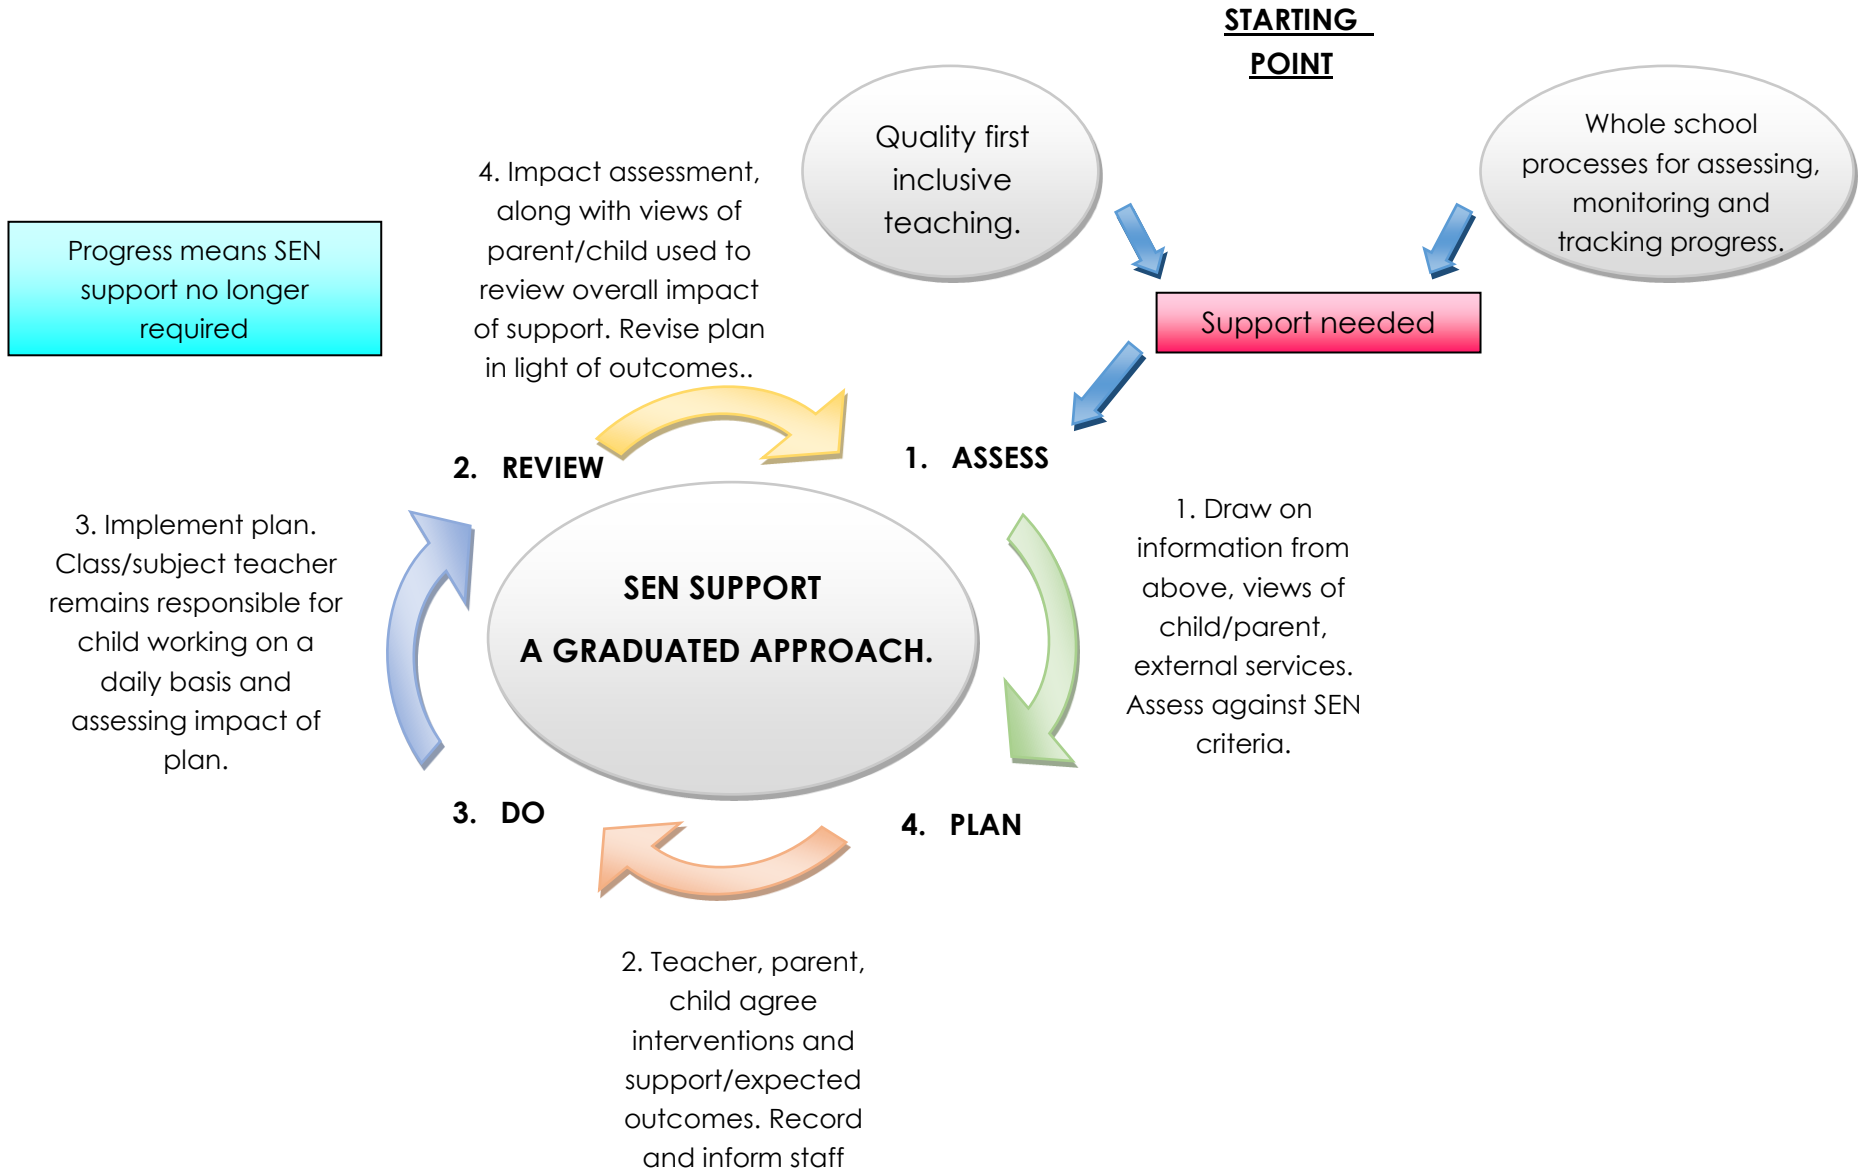 STARTING
POINT
Quality first
inclusive
teaching.
Whole school
processes for assessing,
monitoring and
tracking progress.
Support needed
4. Impact assessment,
along with views of
parent/child used to
review overall impact
of support. Revise plan
in light of outcomes..
Progress means SEN
support no longer
required
2. REVIEW
1. ASSESS
3. Implement plan.
Class/subject teacher
remains responsible for
child working on a
daily basis and
assessing impact of
plan.
SEN SUPPORT
A GRADUATED APPROACH.
1. Draw on
information from
above, views of
child/parent,
external services.
Assess against SEN
criteria.
3. DO
4. PLAN
2. Teacher, parent,
child agree
interventions and
support/expected
outcomes. Record
and inform staff